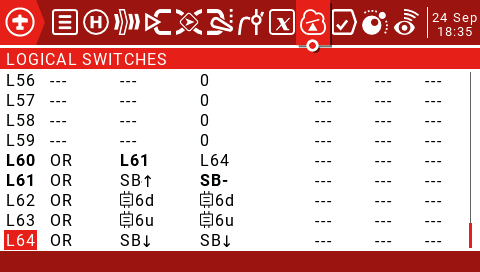 24 Sep
18:35
LOGICAL SWITCHES
L56 --- --- 0 --- --- ---
L57 --- --- 0 --- --- ---
L58 --- --- 0 --- --- ---
L59 --- --- 0 --- --- ---
L60 OR L61 L64 --- --- ---
L61 OR SB↑ SB- --- --- ---
L62 OR 6d 6d --- --- ---
L63 OR 6u 6u --- --- ---
L64 OR SB↓ SB↓ --- --- ---